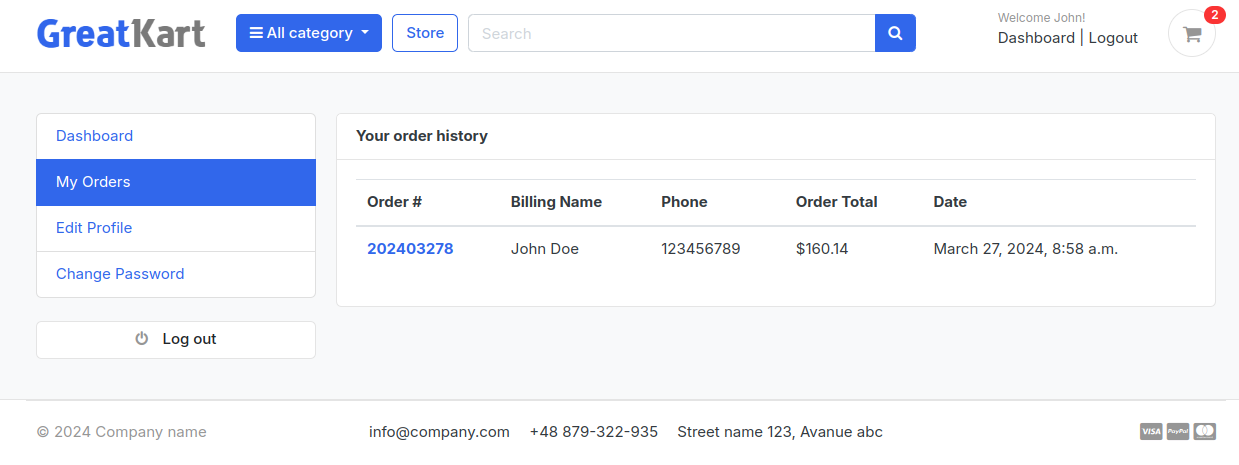 GreatKart
All category
Store
Search
Welcome John!
Dashboard | Logout
2
Dashboard
My Orders
Edit Profile
Change Password
Log out
Your order history
Order # Billing Name Phone Order Total Date
202403278 John Doe 123456789 $160.14 March 27, 2024, 8:58 a.m.
© 2024 Company name info@company.com +48 879-322-935 Street name 123, Avanue abc VISA PayPal